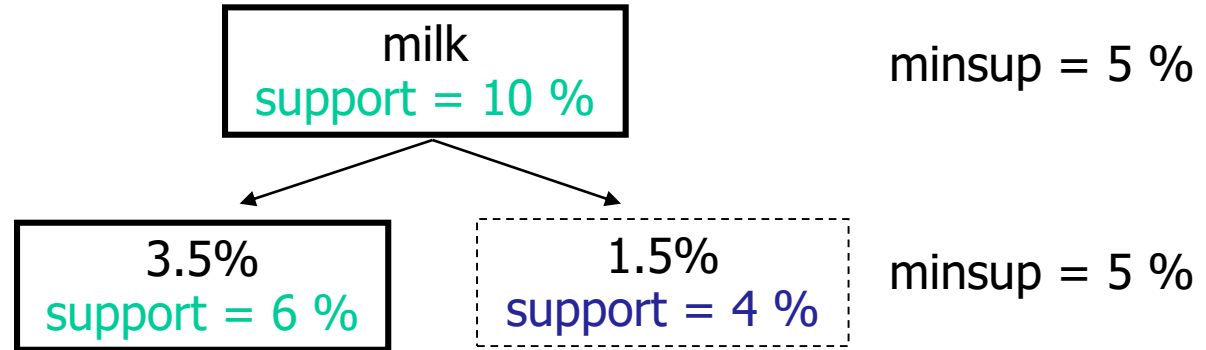 milk
support = 10 %
minsup = 5 %
3.5%
support = 6 %
1.5%
support = 4 %
minsup = 5 %